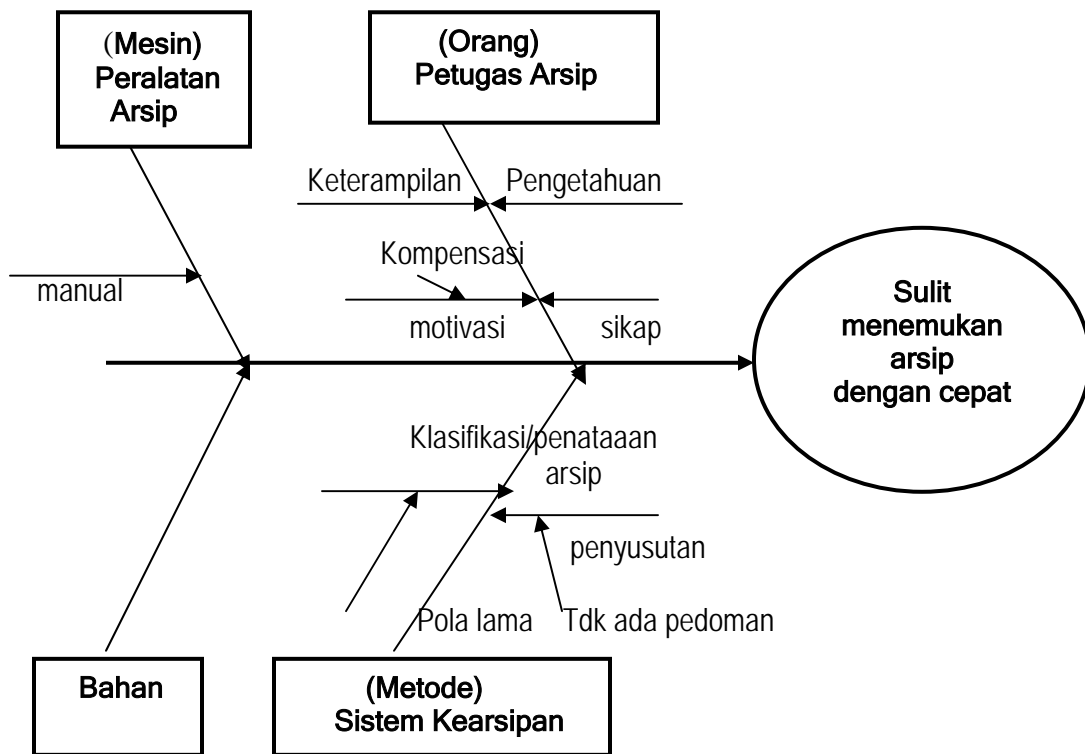 (Mesin)
Peralatan
Arsip
(Orang)
Petugas Arsip
Keterampilan
Pengetahuan
Kompensasi
manual
motivasi
sikap
Sulit
menemukan
arsip
dengan cepat
Klasifikasi/penataaan
arsip
penyusutan
Pola lama
Tdk ada pedoman
Bahan
(Metode)
Sistem Kearsipan